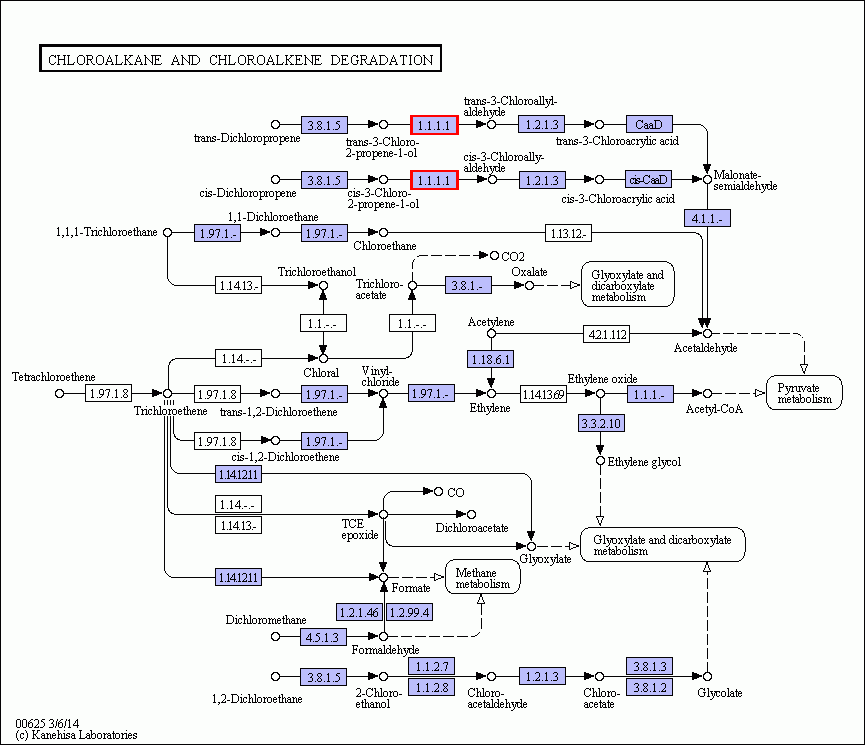 CHLOROALKANE AND CHLOROALKENE DEGRADATION
trans-3-Chloroallyl-
aldehyde
3.8.1.5
1.1.1.1
1.2.1.3
CaaD
trans-Dichloropropene
trans-3-Chloro-
2-propene-1-ol
trans-3-Chloroacrylic acid
cis-3-Chloroally-
aldehyde
3.8.1.5
1.1.1.1
1.2.1.3
cis-CaaD
Malonate-
semialdehyde
cis-Dichloropropene
cis-3-Chloro-
2-propene-1-ol
cis-3-Chloroacrylic acid
4.1.1.-
1,1-Dichloroethane
1,1,1-Trichloroethane
1.97.1.-
1.97.1.-
1.13.12.-
Chloroethane
CO2
Trichloroethanol
Oxalate
Glyoxylate and
dicarboxylate
metabolism
1.14.13.-
Trichloro-
acetate
3.8.1.-
1.1.-.-
1.1.-.-
Acetylene
4.2.1.112
Acetaldehyde
1.14.-.-
Chloral
1.18.6.1
Tetrachloroethene
Vinyl-
chloride
Ethylene oxide
Pyruvate
metabolism
1.97.1.8
1.97.1.8
1.97.1.-
1.97.1.-
1.14.13.69
1.1.1.-
Trichloroethene
trans-1,2-Dichloroethene
Ethylene
Acetyl-CoA
3.3.2.10
1.97.1.8
1.97.1.-
cis-1,2-Dichloroethene
Ethylene glycol
1.14.12.11
CO
1.14.-.-
1.14.13.-
TCE
epoxide
Dichloroacetate
Glyoxylate
Glyoxylate and dicarboxylate
metabolism
1.14.12.11
Formate
Methane
metabolism
1.2.1.46
1.2.99.4
Dichloromethane
4.5.1.3
Formaldehyde
3.8.1.5
1.1.2.7
1.1.2.8
1.2.1.3
3.8.1.3
3.8.1.2
1,2-Dichloroethane
2-Chloro-
ethanol
Chloro-
acetaldehyde
Chloro-
acetate
Glycolate
00625 3/6/14
(c) Kanehisa Laboratories